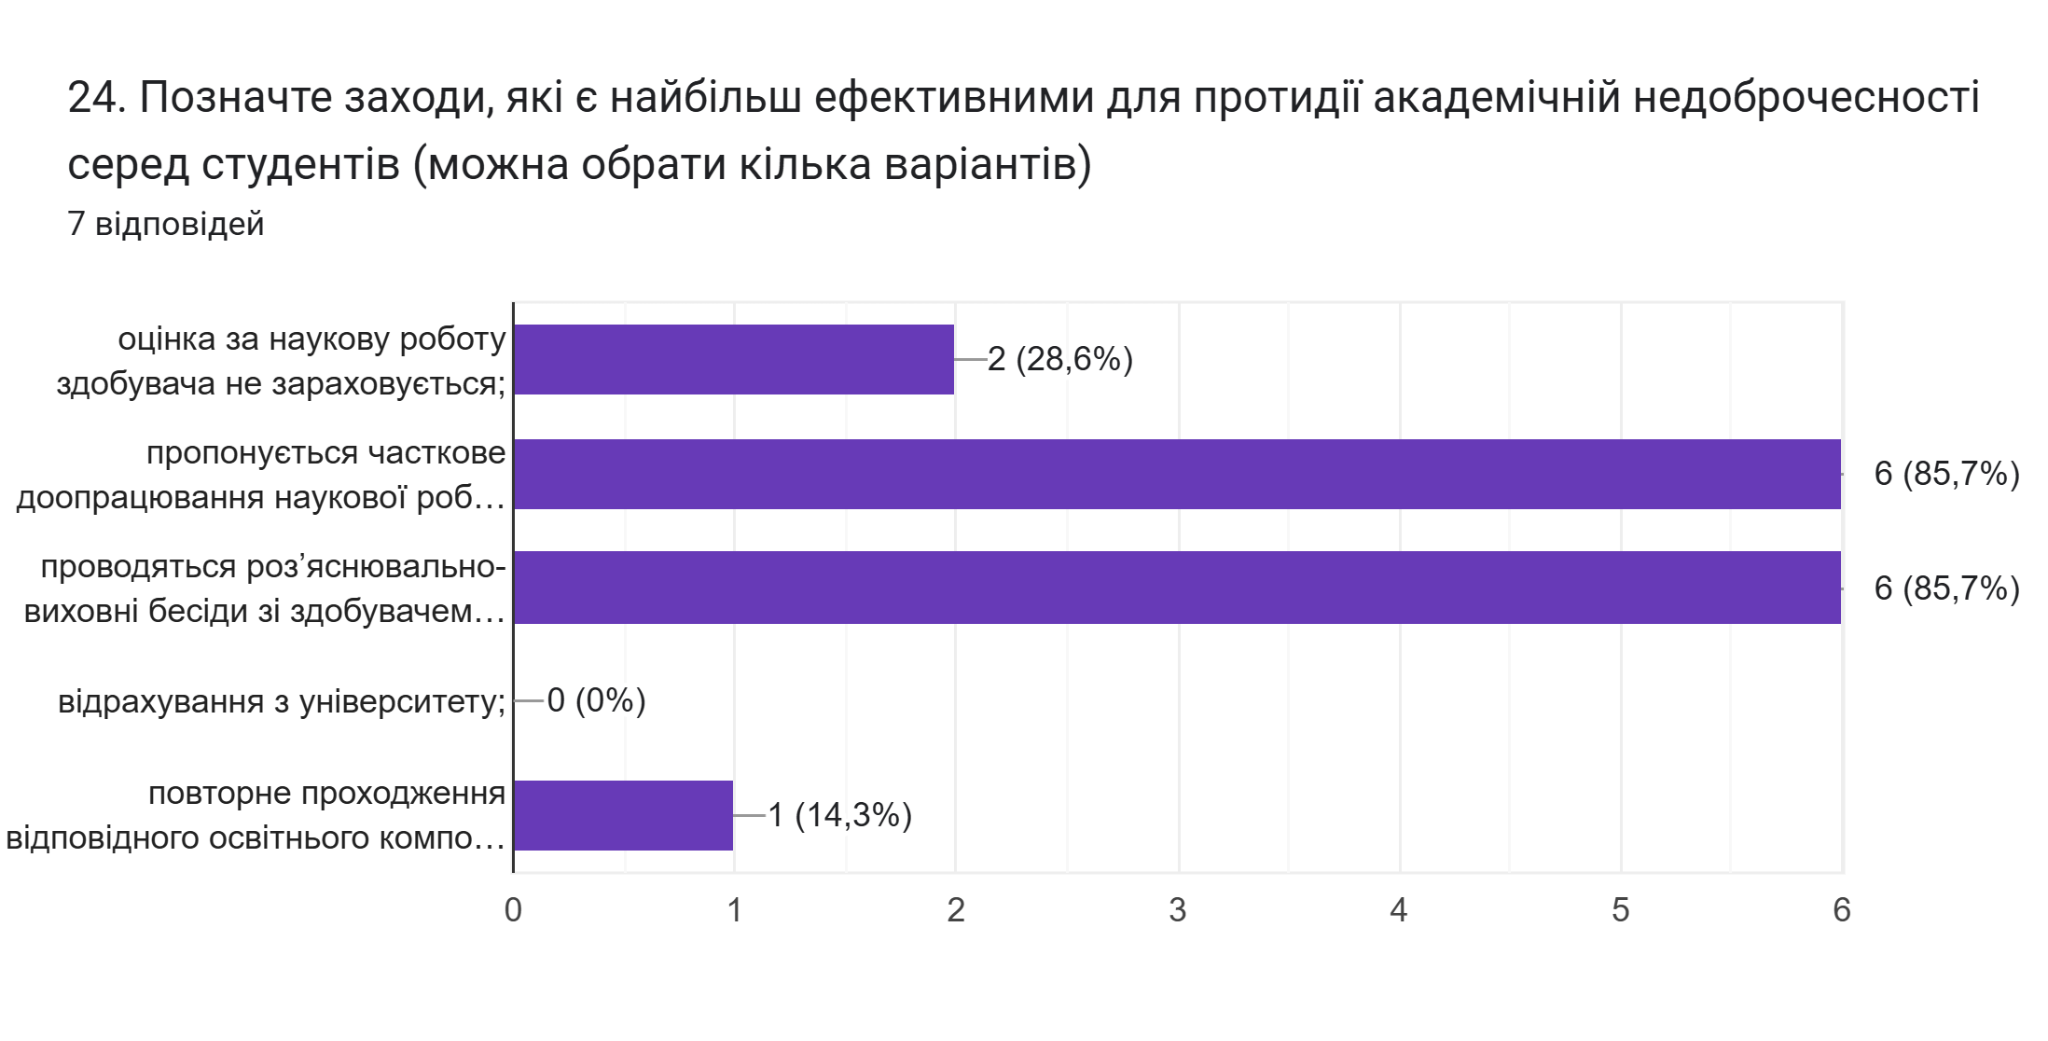 24. Позначте заходи, які є найбільш ефективними для протидії академічній недоброчесності
серед студентів (можна обрати кілька варіантів)
7 відповідей
оцінка за наукову роботу
здобувача не зараховується;
2 (28,6%)
пропонується часткове
доопрацювання наукової роб…
6 (85,7%)
проводяться роз’яснювально-
виховні бесіди зі здобувачем…
6 (85,7%)
відрахування з університету;
0 (0%)
повторне проходження
відповідного освітнього компо…
1 (14,3%)
0 1 2 3 4 5 6